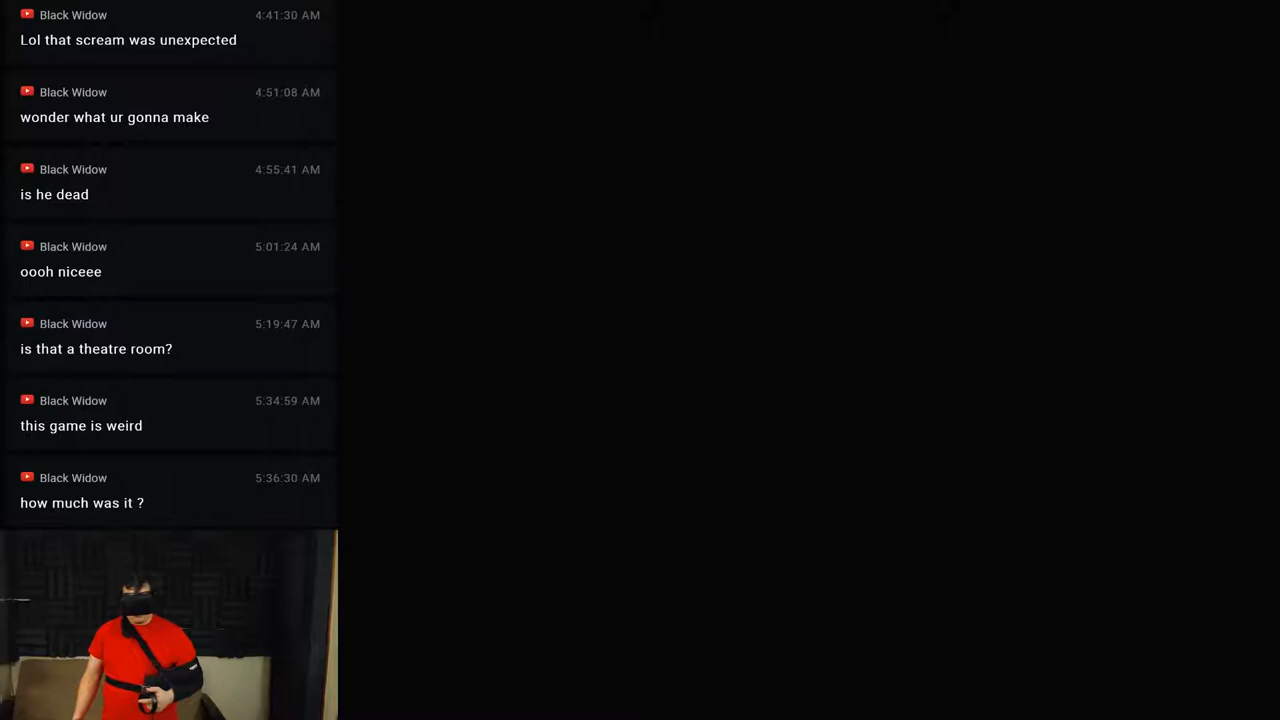 Black Widow 4:41:30 AM
Lol that scream was unexpected
Black Widow 4:51:08 AM
wonder what ur gonna make
Black Widow 4:55:41 AM
is he dead
Black Widow 5:01:24 AM
oooh niceee
Black Widow 5:19:47 AM
is that a theatre room?
Black Widow 5:34:59 AM
this game is weird
Black Widow 5:36:30 AM
how much was it ?